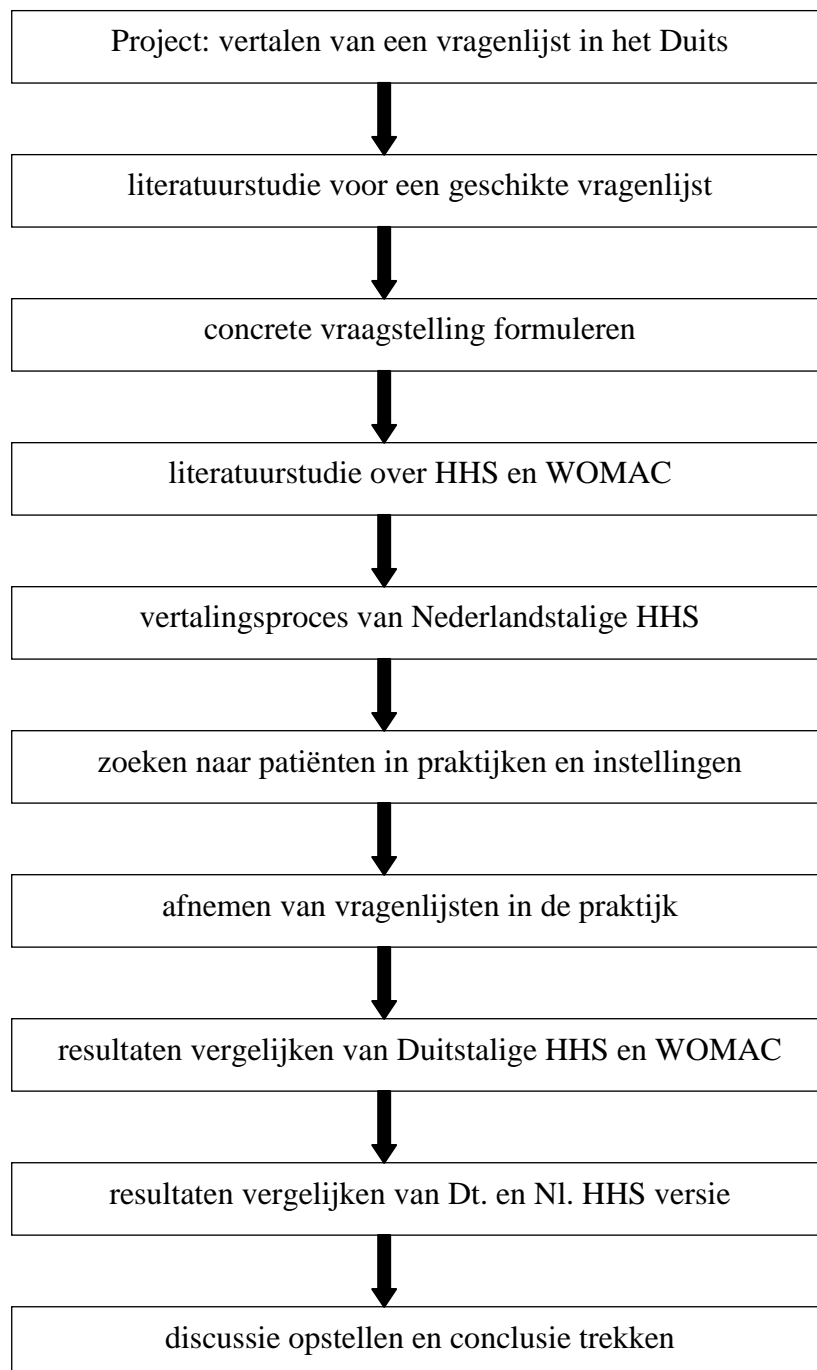 Project: vertalen van een vragenlijst in het Duits
literatuurstudie voor een geschikte vragenlijst
concrete vraagstelling formuleren
literatuurstudie over HHS en WOMAC
vertalingsproces van Nederlandstalige HHS
zoeken naar patiënten in praktijken en instellingen
afnemen van vragenlijsten in de praktijk
resultaten vergelijken van Duitstalige HHS en WOMAC
resultaten vergelijken van Dt. en Nl. HHS versie
discussie opstellen en conclusie trekken